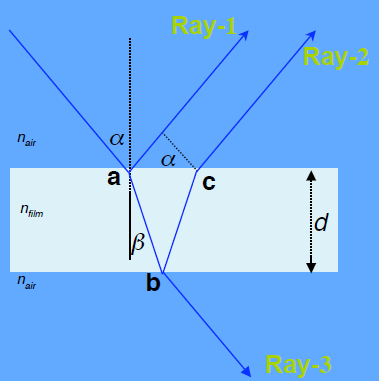 Ray-1
Ray-2
n_air
α
α
a
c
n_film
d
β
n_air
b
Ray-3